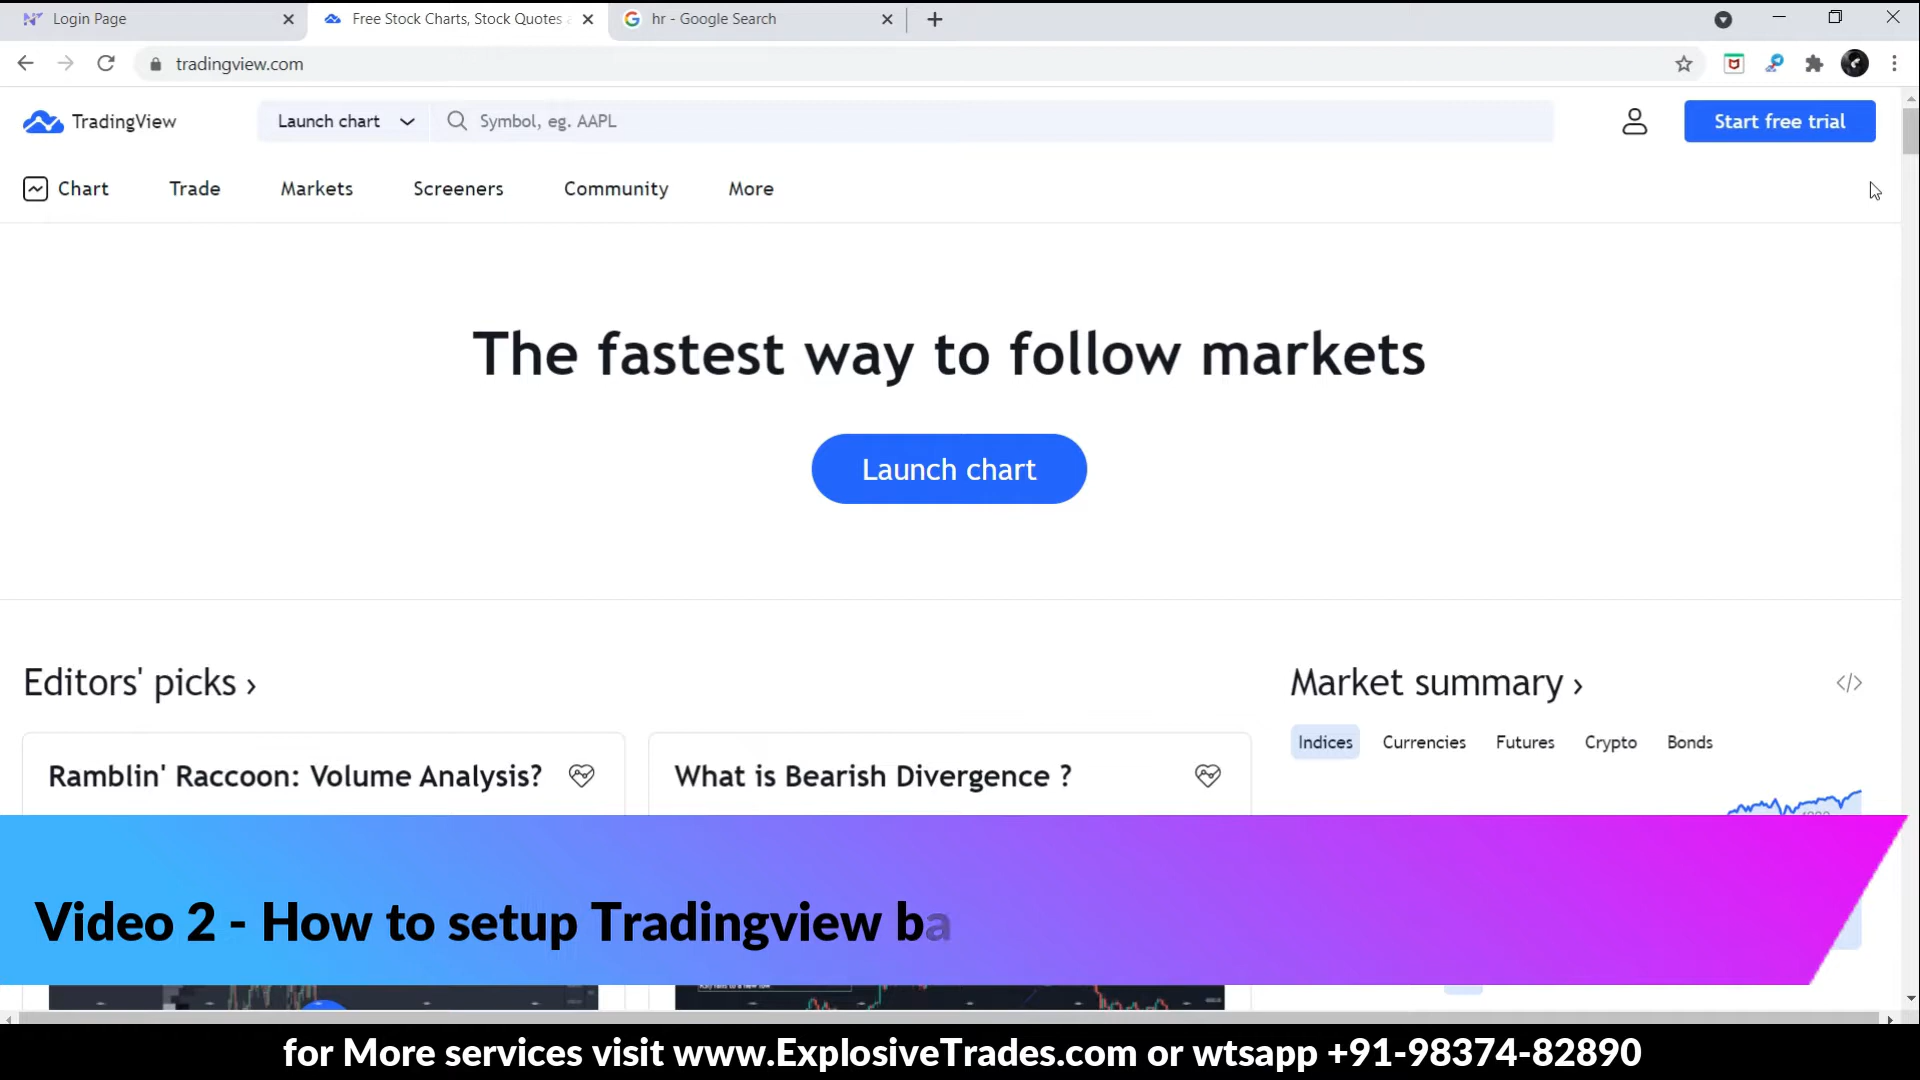 Login Page
Free Stock Charts, Stock Quotes
hr - Google Search
tradingview.com
TradingView
Launch chart
Symbol, eg. AAPL
Start free trial
Chart
Trade
Markets
Screeners
Community
More
The fastest way to follow markets
Launch chart
Editors' picks ›
Market summary ›
Indices
Currencies
Futures
Crypto
Bonds
Ramblin' Raccoon: Volume Analysis?
What is Bearish Divergence ?
Video 2 - How to setup Tradingview ba
for More services visit www.ExplosiveTrades.com or wtsapp +91-98374-82890